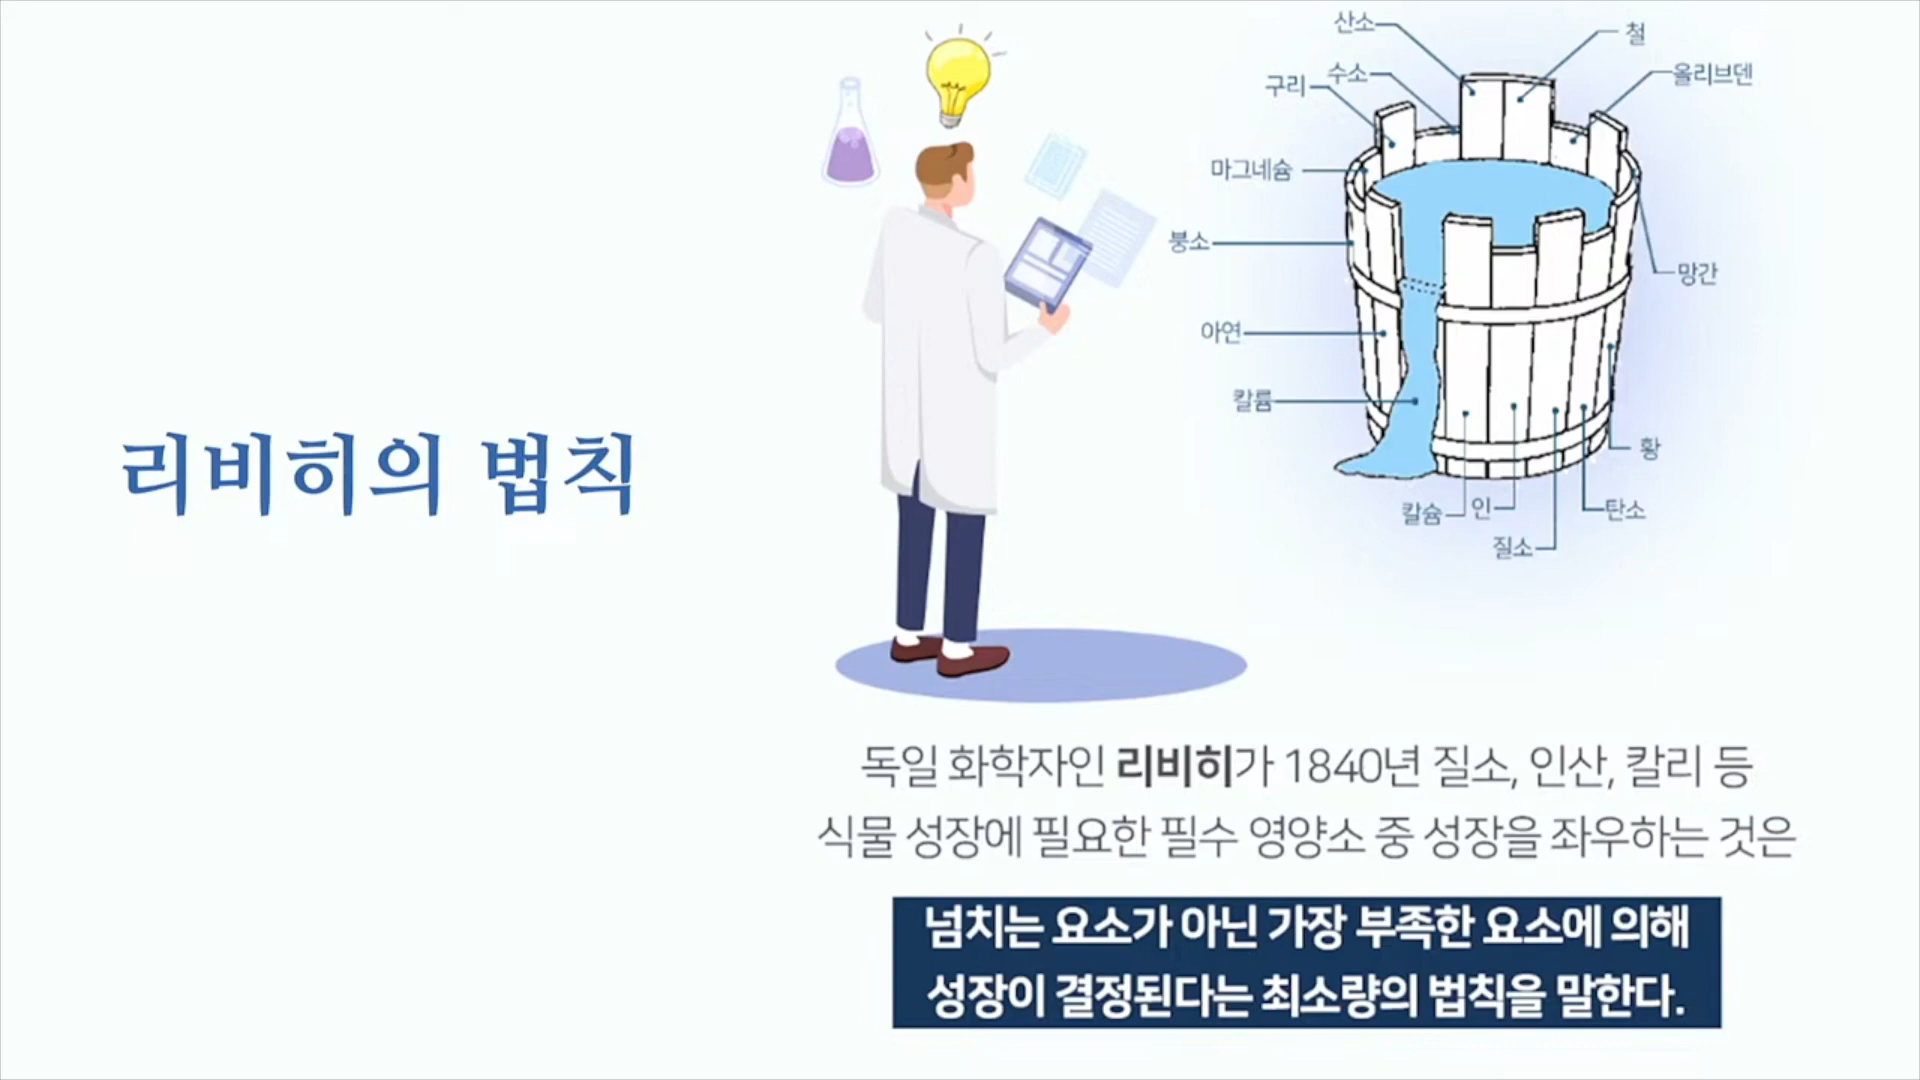 리비히의 법칙
산소
철
수소
구리
올리브덴
마그네슘
붕소
망간
아연
칼륨
황
칼슘
인
탄소
질소
독일 화학자인 리비히가 1840년 질소, 인산, 칼리 등
식물 성장에 필요한 필수 영양소 중 성장을 좌우하는 것은
넘치는 요소가 아닌 가장 부족한 요소에 의해
성장이 결정된다는 최소량의 법칙을 말한다.